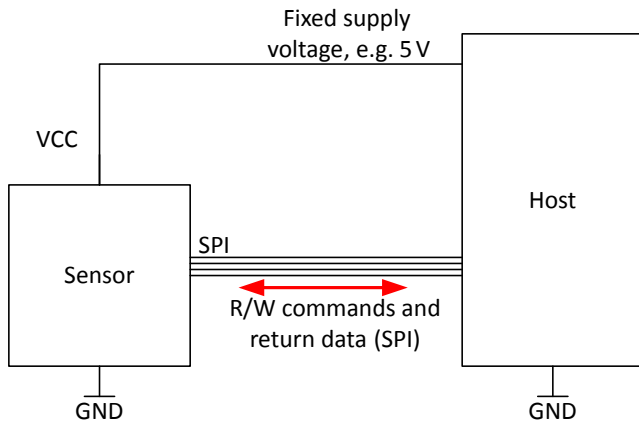 Fixed supply
voltage, e.g. 5 V
VCC
Host
SPI
Sensor
R/W commands and
return data (SPI)
GND
GND